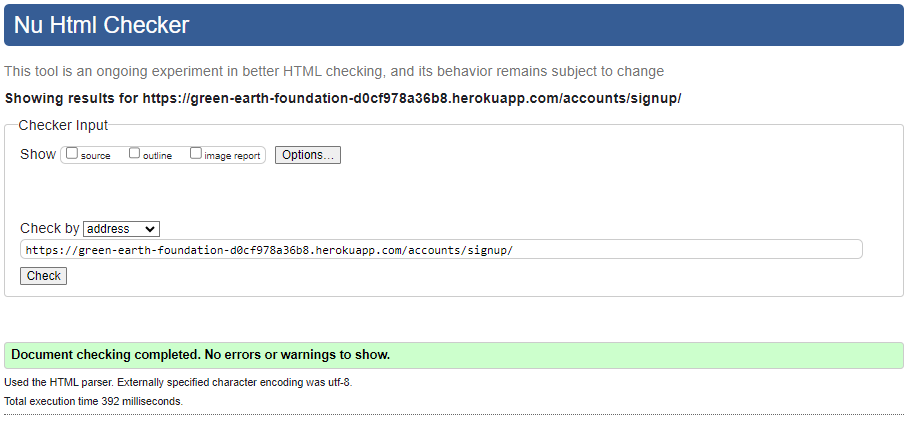 Nu Html Checker
This tool is an ongoing experiment in better HTML checking, and its behavior remains subject to change
Showing results for https://green-earth-foundation-d0cf978a36b8.herokuapp.com/accounts/signup/
Checker Input
Show source outline image report Options...
Check by address
https://green-earth-foundation-d0cf978a36b8.herokuapp.com/accounts/signup/
Check
Document checking completed. No errors or warnings to show.
Used the HTML parser. Externally specified character encoding was utf-8.
Total execution time 392 milliseconds.